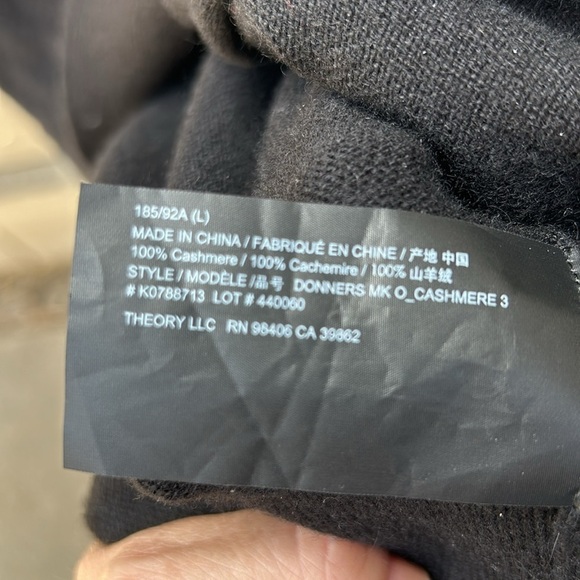 185/92A (L)
MADE IN CHINA / FABRIQUÉ EN CHINE / 产地 中国
100% Cashmere / 100% Cachemire / 100% 山羊绒
STYLE / MODÈLE /品号 DONNERS MK O_CASHMERE 3
# K0788713 LOT # 440060
THEORY LLC RN 98406 CA 39862